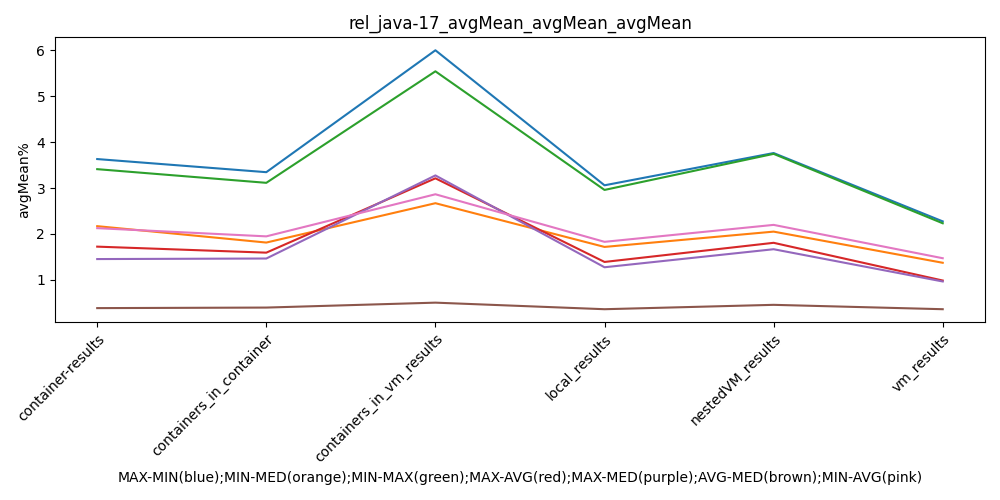 rel_java-17_avgMean_avgMean_avgMean
avgMean%
6
5
4
3
2
1
container-results
containers_in_container
containers_in_vm_results
local_results
nestedVM_results
vm_results
MAX-MIN(blue);MIN-MED(orange);MIN-MAX(green);MAX-AVG(red);MAX-MED(purple);AVG-MED(brown);MIN-AVG(pink)